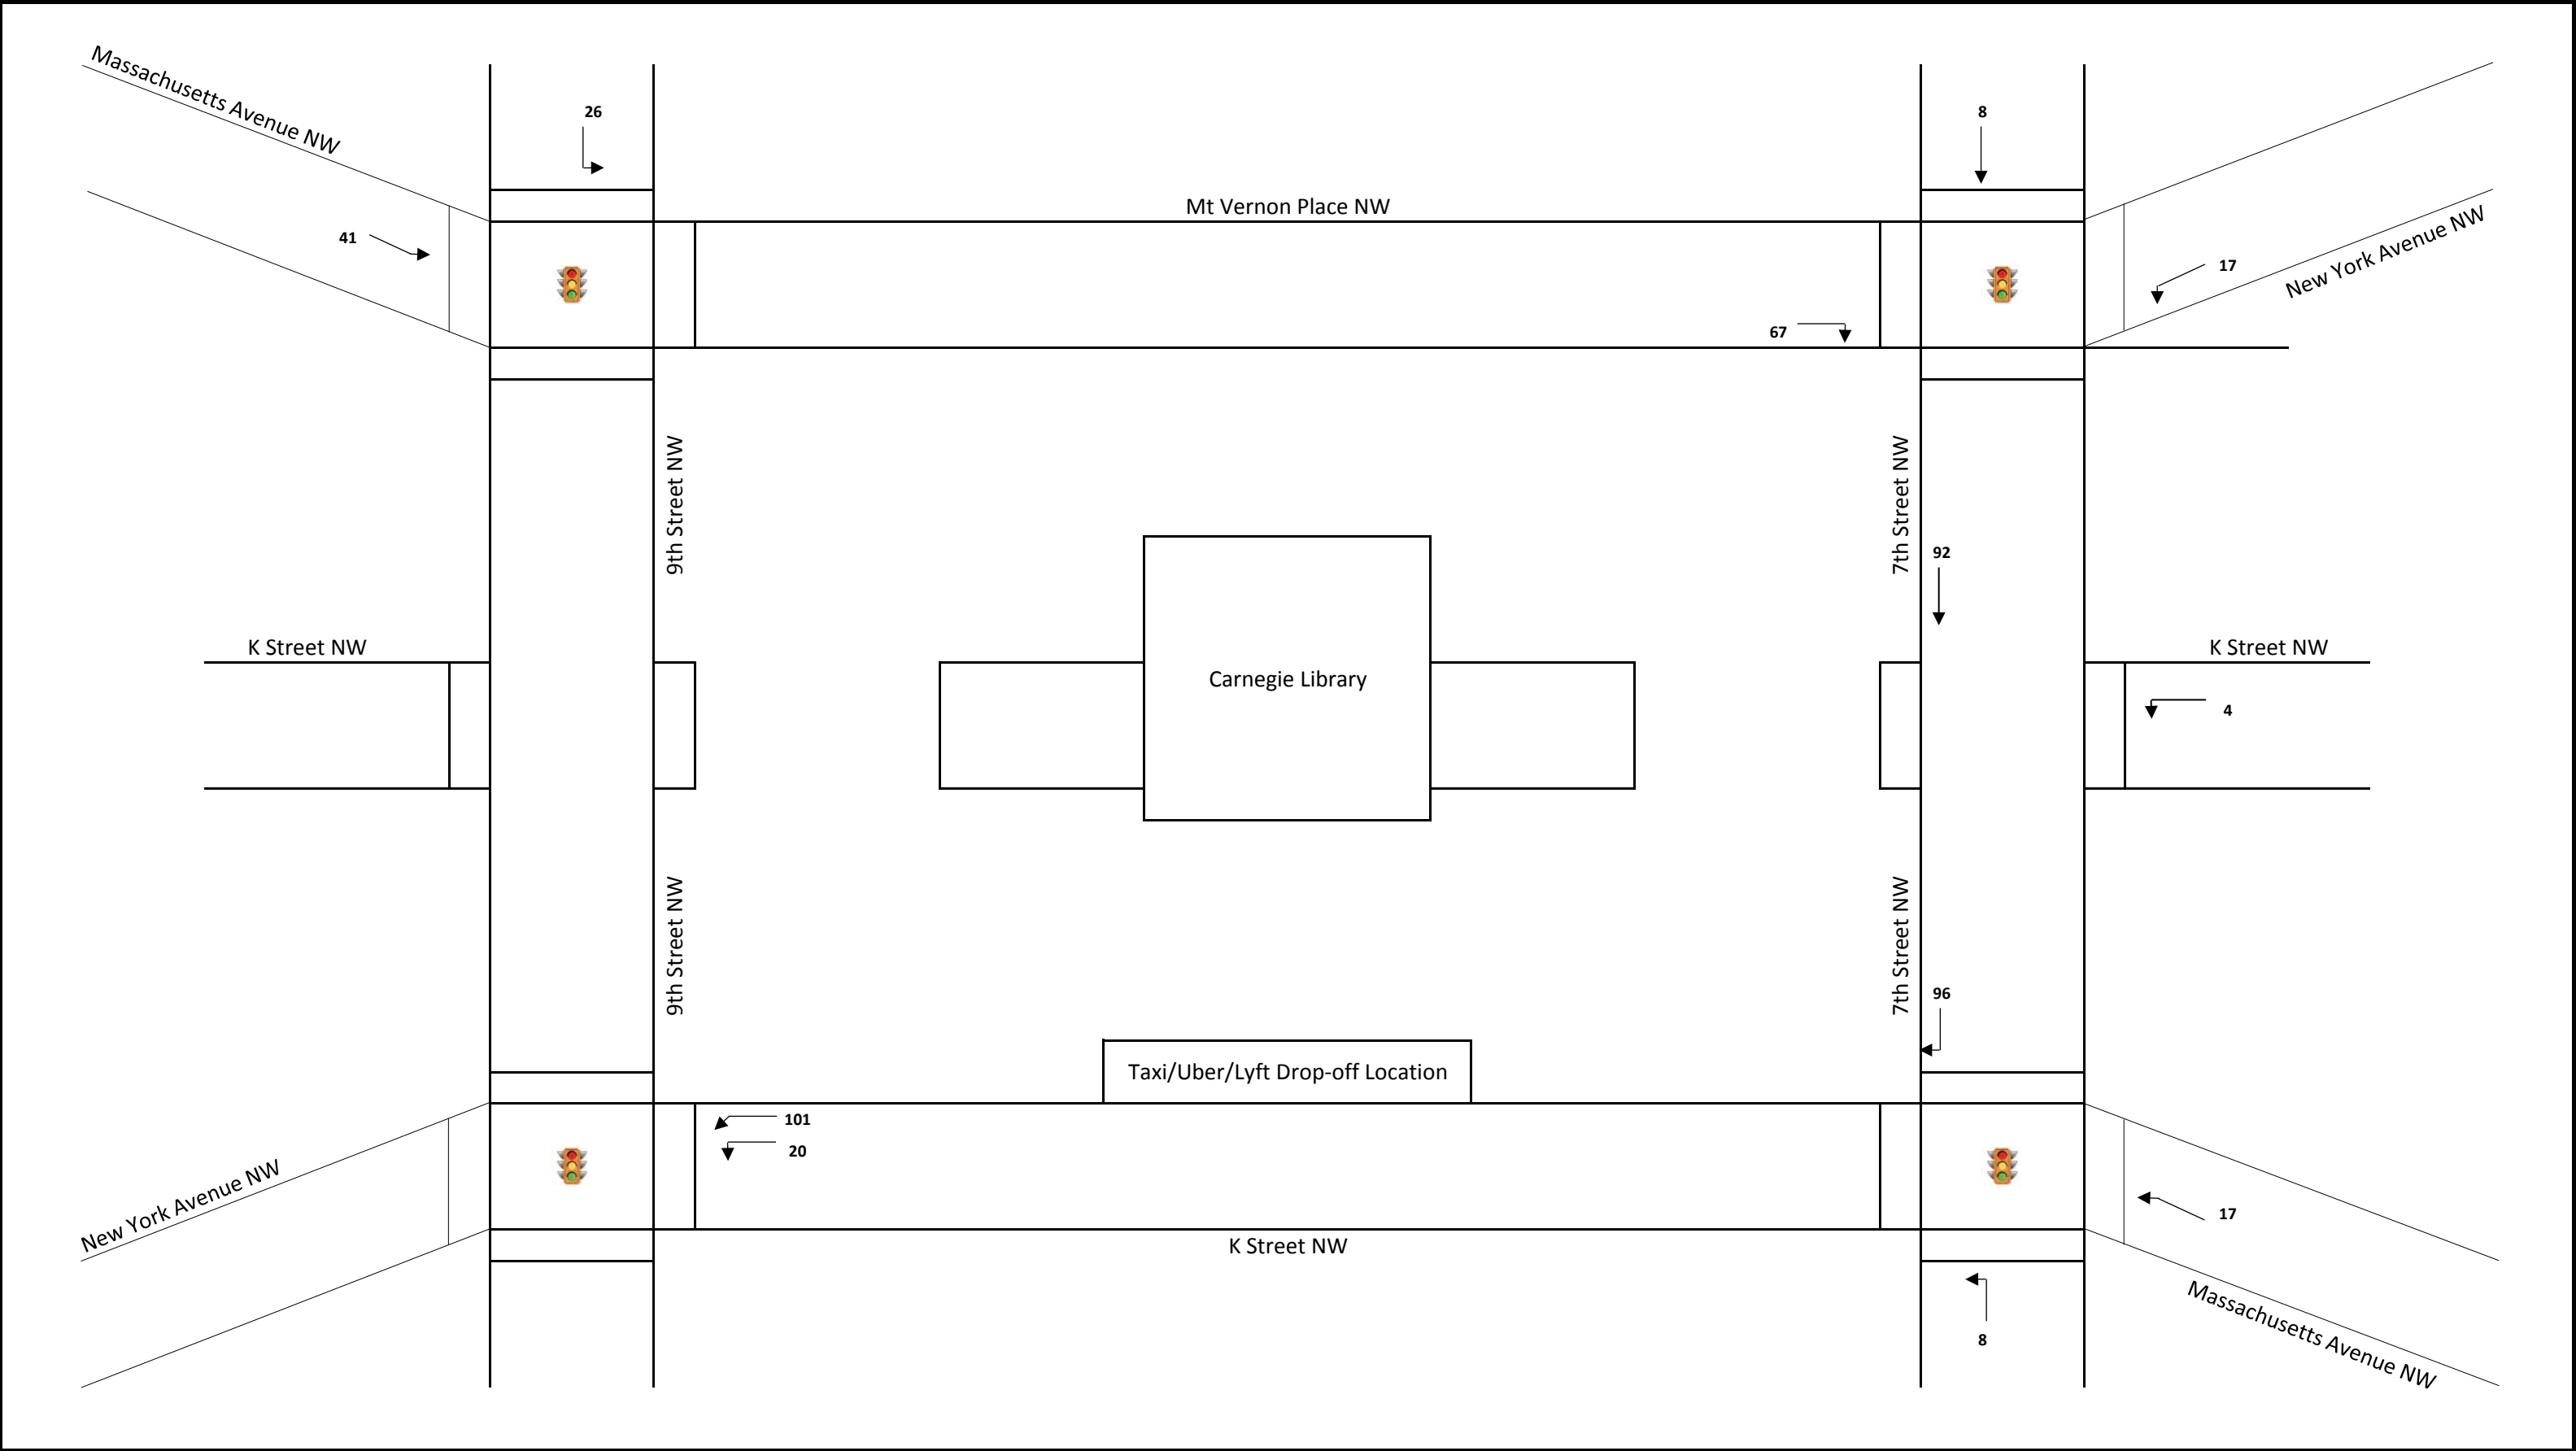 Massachusetts Avenue NW
26
8
Mt Vernon Place NW
41
17
New York Avenue NW
67
9th Street NW
7th Street NW
92
K Street NW
K Street NW
Carnegie Library
4
9th Street NW
7th Street NW
96
Taxi/Uber/Lyft Drop-off Location
101
20
New York Avenue NW
17
K Street NW
8
Massachusetts Avenue NW